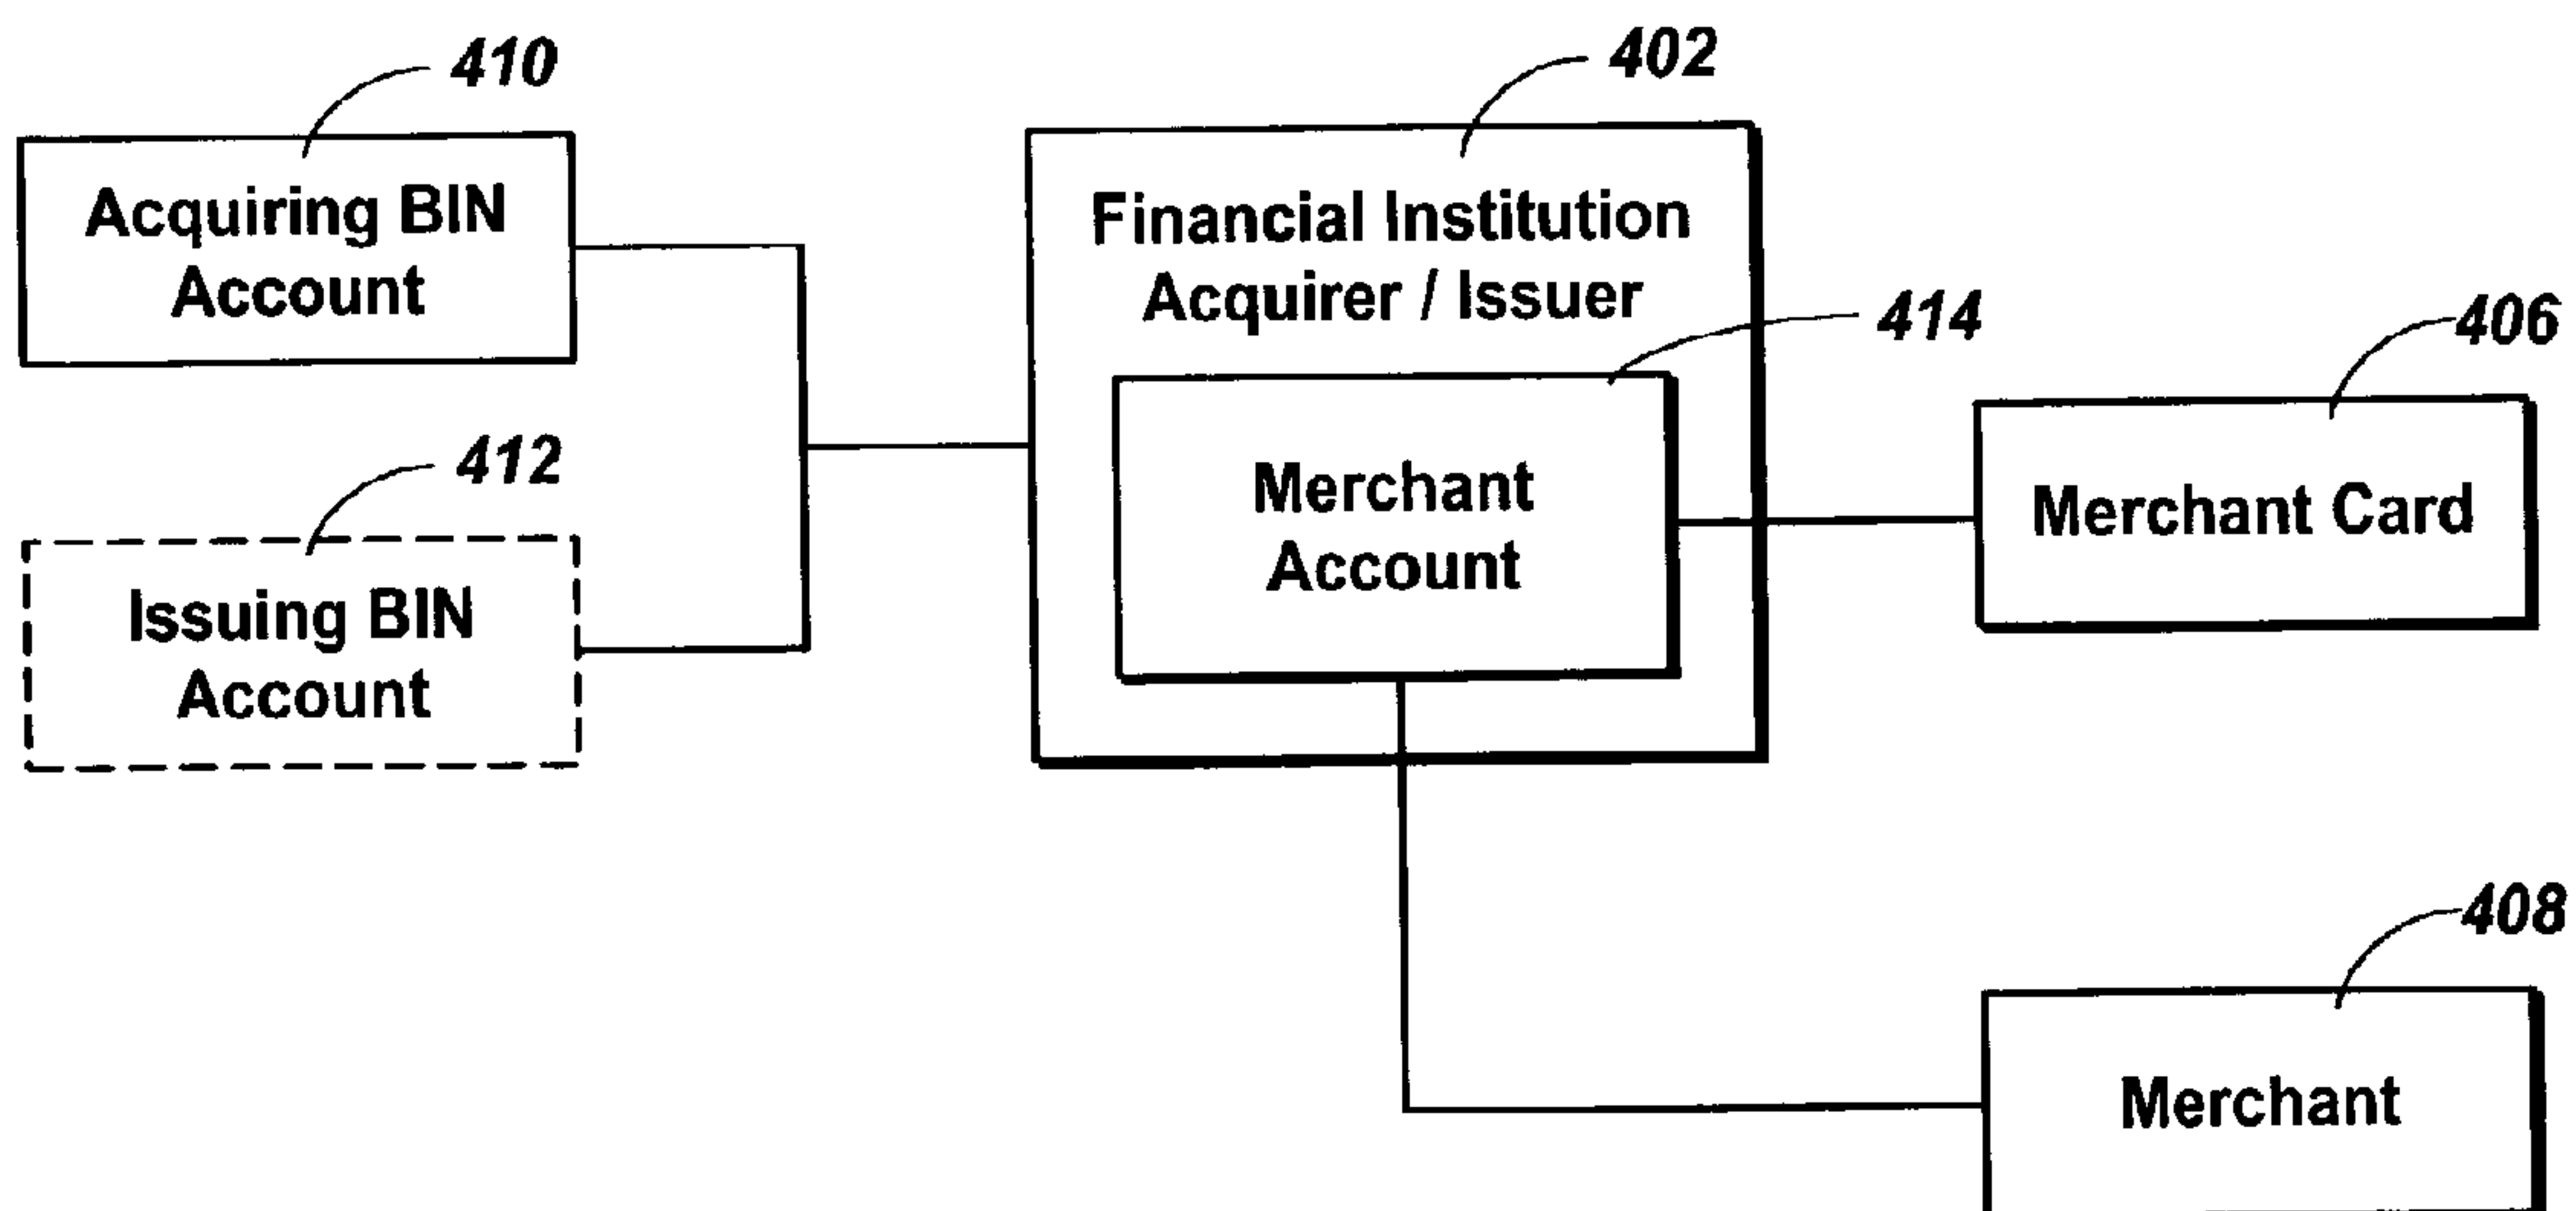 410
Acquiring BIN
Account
402
Financial Institution
Acquirer / Issuer
414
Merchant
Account
406
Merchant Card
412
Issuing BIN
Account
408
Merchant